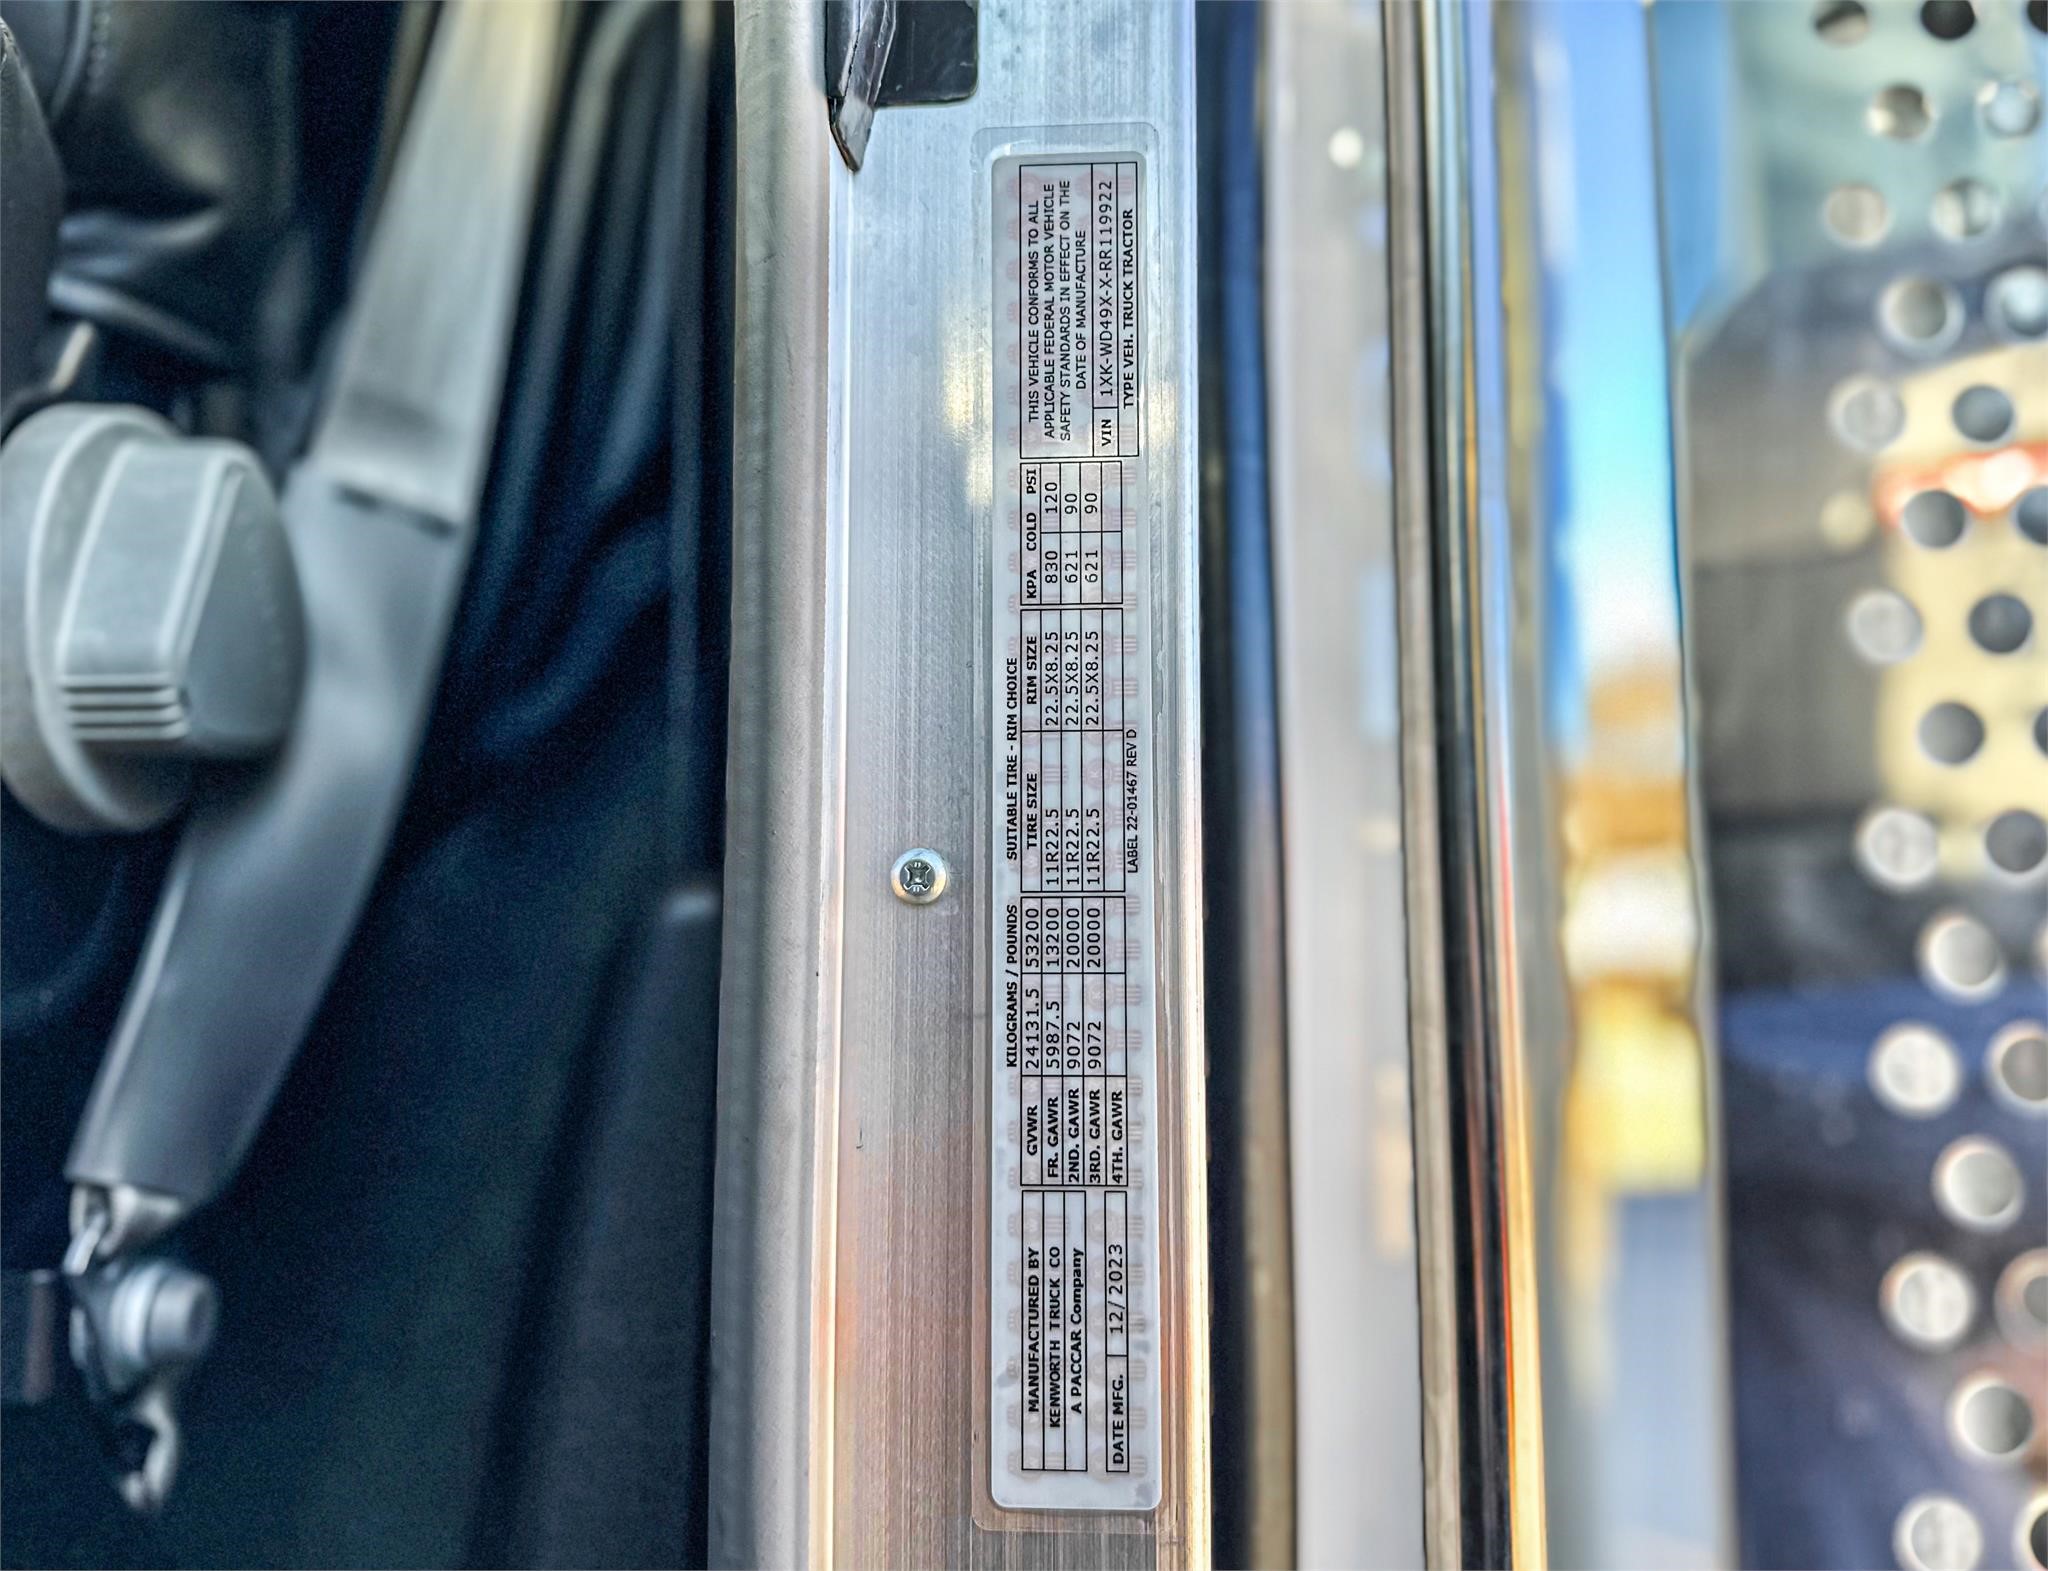 MANUFACTURED BY
KENWORTH TRUCK CO
A PACCAR Company
DATE MFG. 12/2023
KILOGRAMS / POUNDS
GVWR 24131.5 53200
FR. GAWR 5987.5 13200
2ND. GAWR 9072 20000
3RD. GAWR 9072 20000
4TH. GAWR
SUITABLE TIRE - RIM CHOICE
TIRE SIZE RIM SIZE KPA COLD PSI
11R22.5 22.5X8.25 830 120
11R22.5 22.5X8.25 621 90
11R22.5 22.5X8.25 621 90
LABEL 22-01467 REV D
THIS VEHICLE CONFORMS TO ALL
APPLICABLE FEDERAL MOTOR VEHICLE
SAFETY STANDARDS IN EFFECT ON THE
DATE OF MANUFACTURE
VIN 1XK-WD49X-X-RR119922
TYPE VEH. TRUCK TRACTOR